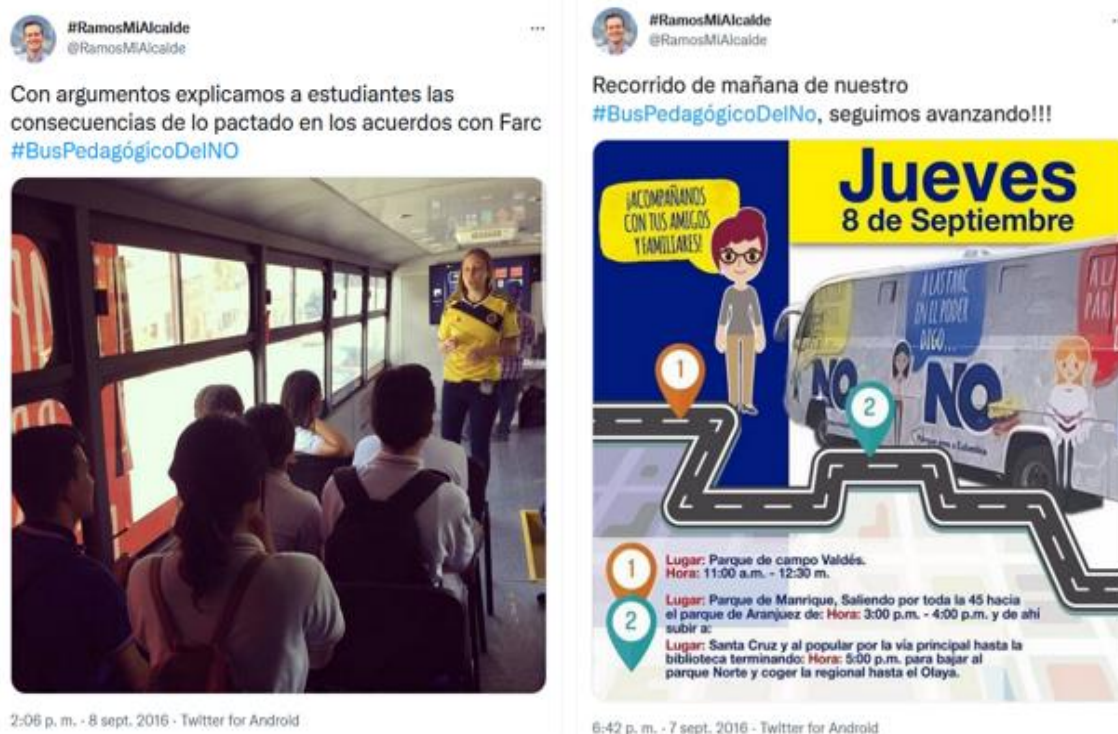 #RamosMiAlcalde
@RamosMiAlcalde
Con argumentos explicamos a estudiantes las
consecuencias de lo pactado en los acuerdos con Farc
#BusPedagógicoDelNO
2:06 p. m. · 8 sept. 2016 · Twitter for Android
#RamosMiAlcalde
@RamosMiAlcalde
Recorrido de mañana de nuestro
#BusPedagógicoDelNo, seguimos avanzando!!!
Jueves
8 de Septiembre
¡ACOMPÁÑANOS
CON TUS AMIGOS
Y FAMILIARES!
A LAS FARC
EN EL PODER
DIGO...
NO
NO
A LA
1
2
1
Lugar: Parque de campo Valdés.
Hora: 11:00 a.m. - 12:30 m.
2
Lugar: Parque de Manrique, Saliendo por toda la 45 hacia
el parque de Aranjuez de: Hora: 3:00 p.m. - 4:00 p.m. y de ahí
subir a:
Lugar: Santa Cruz y al popular por la vía principal hasta la
biblioteca terminando: Hora: 5:00 p.m. para bajar al
parque Norte y coger la regional hasta el Olaya.
6:42 p. m. · 7 sept. 2016 · Twitter for Android